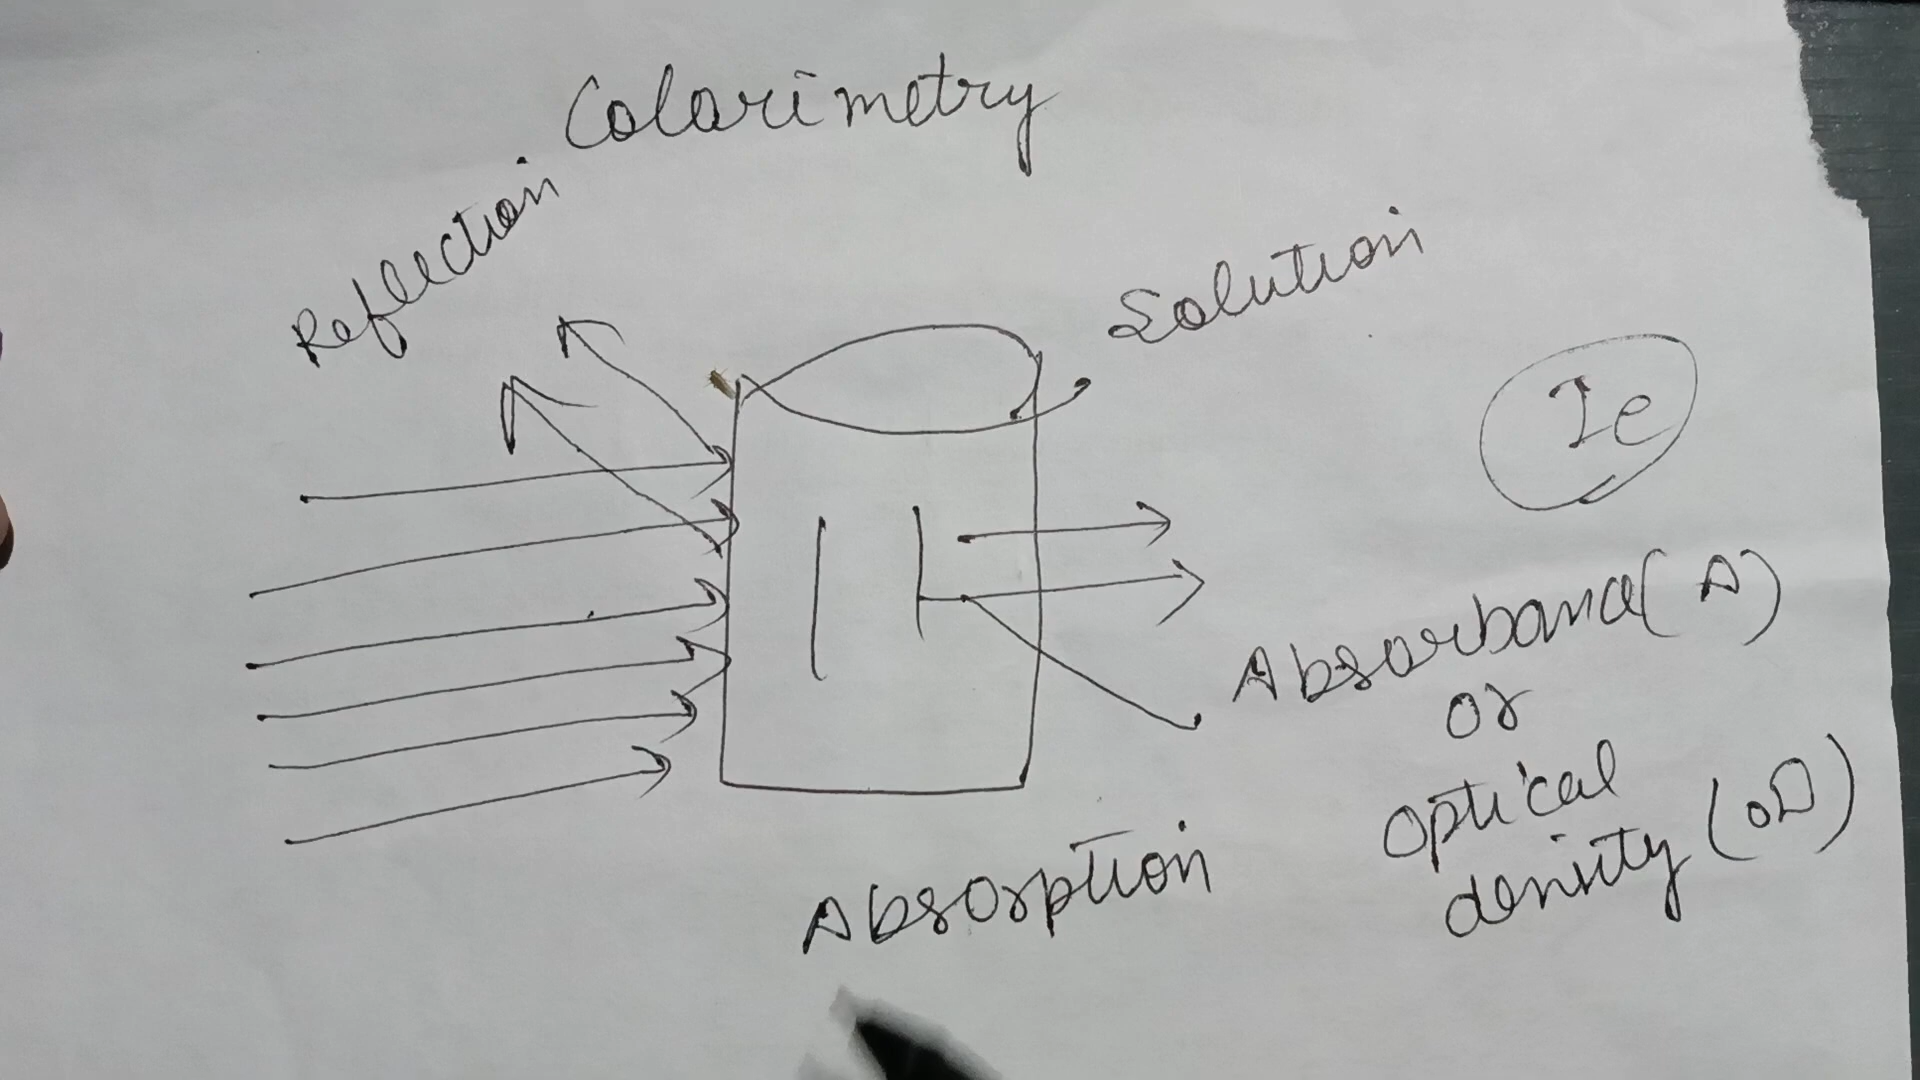 Colorimetry
Reflection
Solution
Ie
Absorbance (A)
or
optical
density (OD)
Absorption